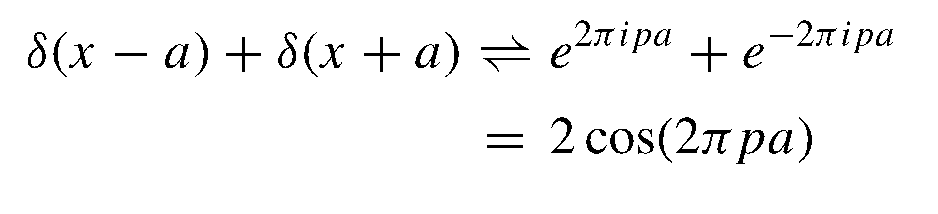 δ(x − a) + δ(x + a) ⇌ e^{2πipa} + e^{−2πipa}
= 2 cos(2πpa)